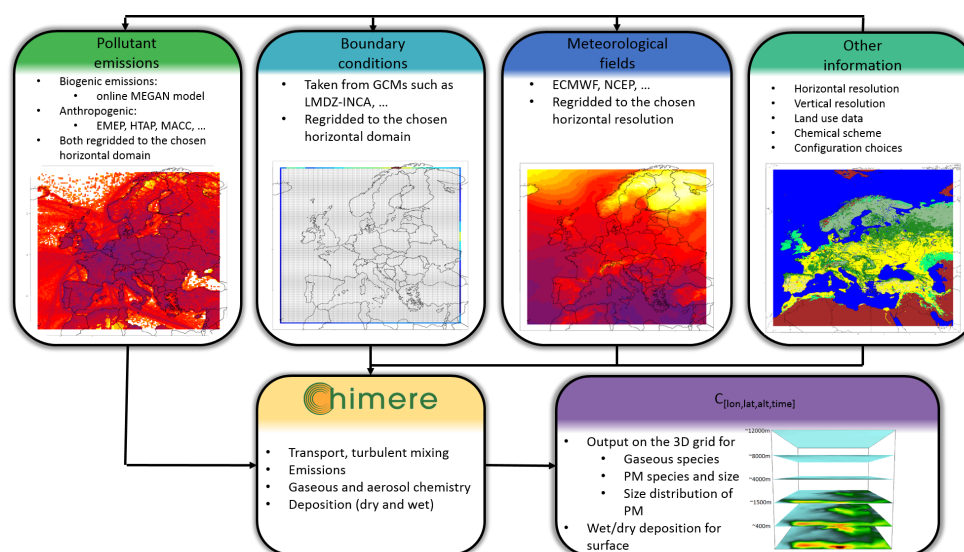 Pollutant
emissions
• Biogenic emissions:
• online MEGAN model
• Anthropogenic:
• EMEP, HTAP, MACC, ...
• Both regridded to the chosen
horizontal domain
Boundary
conditions
• Taken from GCMs such as
LMDZ-INCA, ...
• Regridded to the chosen
horizontal domain
Meteorological
fields
• ECMWF, NCEP, ...
• Regridded to the chosen
horizontal resolution
Other
information
• Horizontal resolution
• Vertical resolution
• Land use data
• Chemical scheme
• Configuration choices
Chimere
• Transport, turbulent mixing
• Emissions
• Gaseous and aerosol chemistry
• Deposition (dry and wet)
C[lon,lat,alt,time]
• Output on the 3D grid for
• Gaseous species
• PM species and size
• Size distribution of
PM
• Wet/dry deposition for
surface
~12000m
~8000m
~4000m
~1500m
~400m